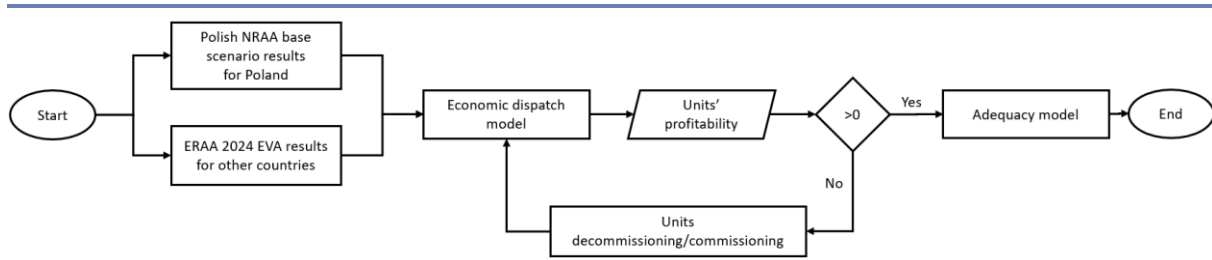 Start
Polish NRAA base
scenario results
for Poland
ERAA 2024 EVA results
for other countries
Economic dispatch
model
Units’
profitability
>0
Yes
Adequacy model
End
No
Units
decommissioning/commissioning